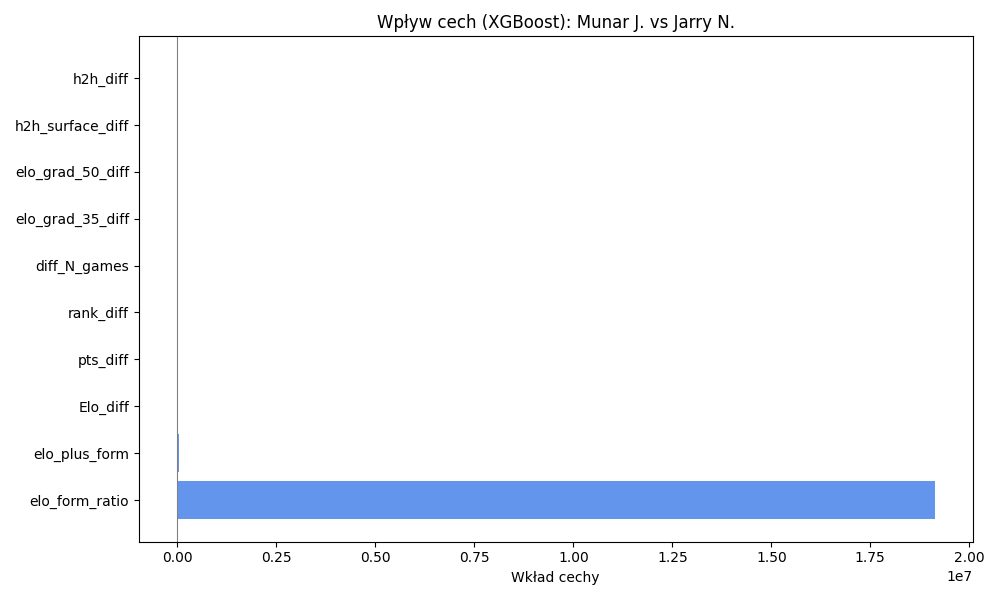 Wpływ cech (XGBoost): Munar J. vs Jarry N.
h2h_diff
h2h_surface_diff
elo_grad_50_diff
elo_grad_35_diff
diff_N_games
rank_diff
pts_diff
Elo_diff
elo_plus_form
elo_form_ratio
0.00 0.25 0.50 0.75 1.00 1.25 1.50 1.75 2.00
1e7
Wkład cechy